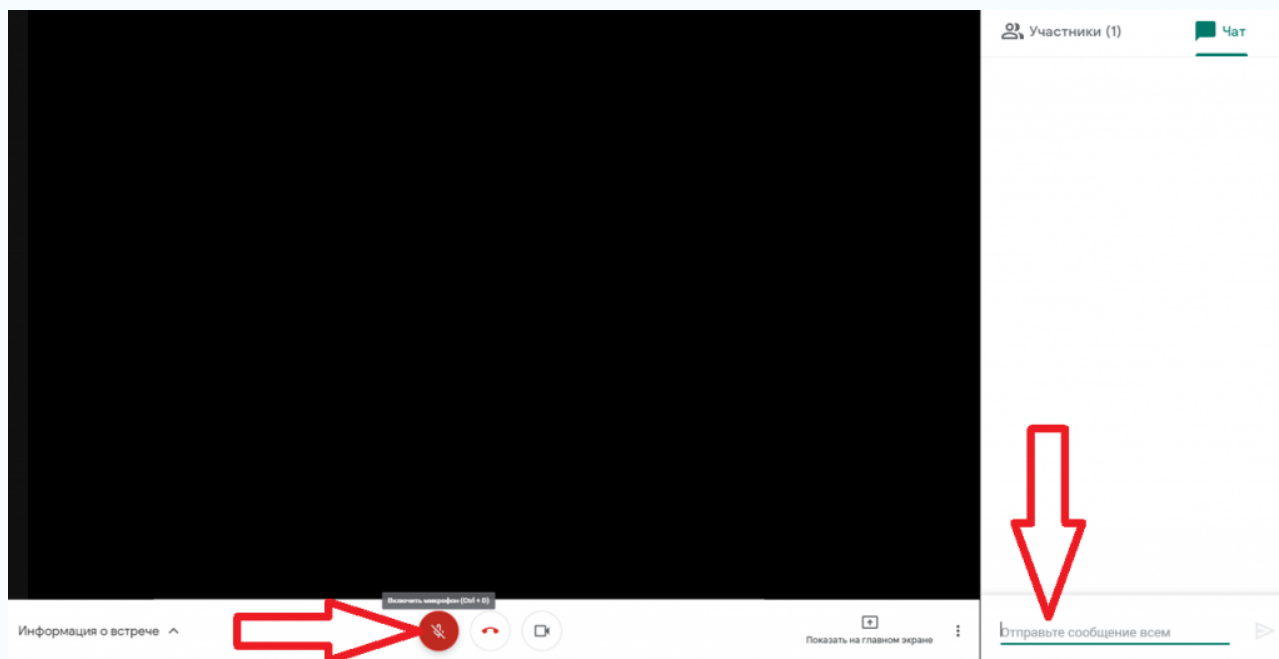 Участники (1)
Чат
Включить микрофон (Ctrl + D)
Информация о встрече
Показать на главном экране
Отправьте сообщение всем